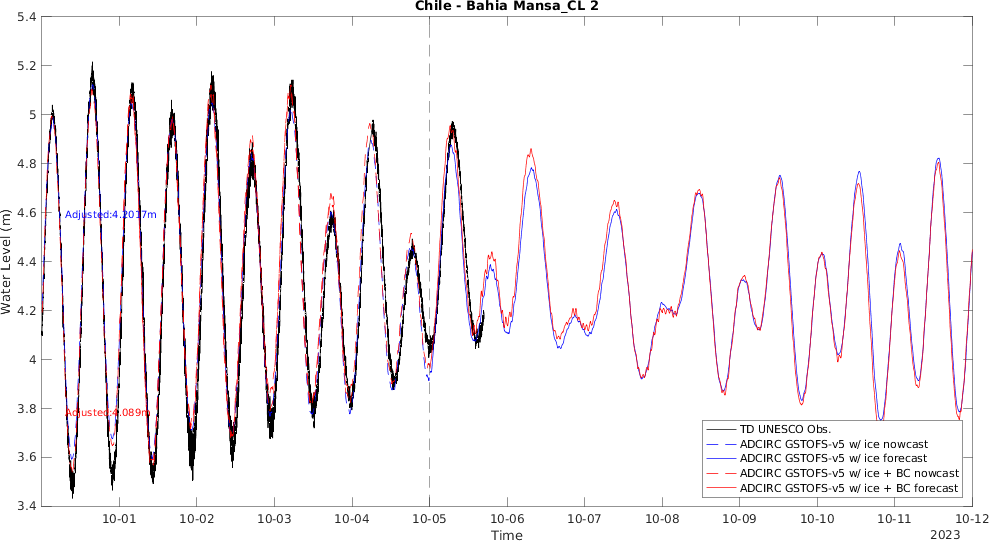 Chile - Bahia Mansa_CL 2
5.4
5.2
5
4.8
4.6
4.4
4.2
4
3.8
3.6
3.4
Water Level (m)
Adjusted:4.2017m
Adjusted:4.089m
TD UNESCO Obs.
ADCIRC GSTOFS-v5 w/ ice nowcast
ADCIRC GSTOFS-v5 w/ ice forecast
ADCIRC GSTOFS-v5 w/ ice + BC nowcast
ADCIRC GSTOFS-v5 w/ ice + BC forecast
10-01 10-02 10-03 10-04 10-05 10-06 10-07 10-08 10-09 10-10 10-11 10-12
Time
2023